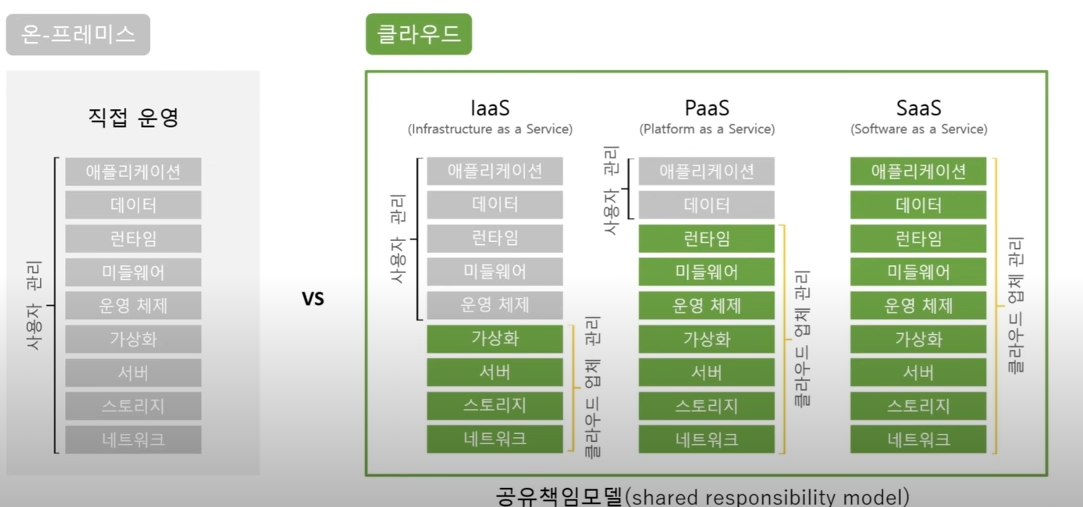 온-프레미스
직접 운영
애플리케이션
데이터
런타임
미들웨어
운영 체제
가상화
서버
스토리지
네트워크
사용자 관리
VS
클라우드
IaaS
(Infrastructure as a Service)
애플리케이션
데이터
런타임
미들웨어
운영 체제
가상화
서버
스토리지
네트워크
사용자 관리
클라우드 업체 관리
PaaS
(Platform as a Service)
애플리케이션
데이터
런타임
미들웨어
운영 체제
가상화
서버
스토리지
네트워크
사용자 관리
클라우드 업체 관리
SaaS
(Software as a Service)
애플리케이션
데이터
런타임
미들웨어
운영 체제
가상화
서버
스토리지
네트워크
클라우드 업체 관리
공유책임모델(shared responsibility model)